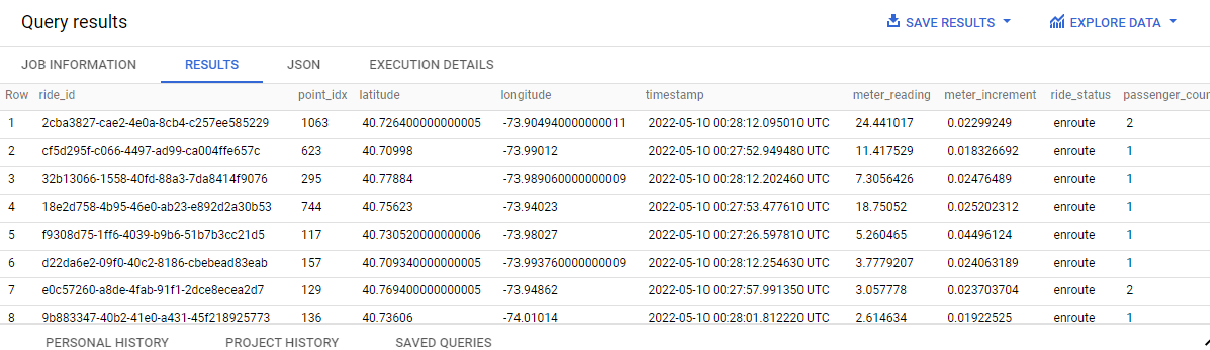 Query results SAVE RESULTS EXPLORE DATA
JOB INFORMATION RESULTS JSON EXECUTION DETAILS
Row ride_id point_idx latitude longitude timestamp meter_reading meter_increment ride_status passenger_coun
1 2cba3827-cae2-4e0a-8cb4-c257ee585229 1063 40.726400000000005 -73.904940000000011 2022-05-10 00:28:12.095010 UTC 24.441017 0.02299249 enroute 2
2 cf5d295f-c066-4497-ad99-ca004ffe657c 623 40.70998 -73.99012 2022-05-10 00:27:52.949480 UTC 11.417529 0.018326692 enroute 1
3 32b13066-1558-40fd-88a3-7da8414f9076 295 40.77884 -73.989060000000009 2022-05-10 00:28:12.202460 UTC 7.3056426 0.02476489 enroute 1
4 18e2d758-4b95-46e0-ab23-e892d2a30b53 744 40.75623 -73.94023 2022-05-10 00:27:53.477610 UTC 18.75052 0.025202312 enroute 1
5 f9308d75-1ff6-4039-b9b6-51b7b3cc21d5 117 40.730520000000006 -73.98027 2022-05-10 00:27:26.597810 UTC 5.260465 0.04496124 enroute 1
6 d22da6e2-09f0-40c2-8186-cbebead83eab 157 40.709340000000005 -73.993760000000009 2022-05-10 00:28:12.254630 UTC 3.7779207 0.024063189 enroute 1
7 e0c57260-a8de-4fab-91f1-2dce8ecea2d7 129 40.769400000000005 -73.94862 2022-05-10 00:27:57.991350 UTC 3.057778 0.023703704 enroute 2
8 9b883347-40b2-41e0-a431-45f218925773 136 40.73606 -74.01014 2022-05-10 00:28:01.812220 UTC 2.614634 0.01922525 enroute 1
PERSONAL HISTORY PROJECT HISTORY SAVED QUERIES